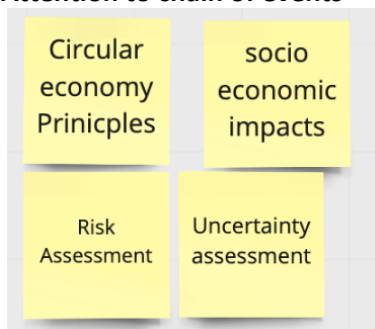 Attention to chain of events
Circular
economy
Prinicples
socio
economic
impacts
Risk
Assessment
Uncertainty
assessment